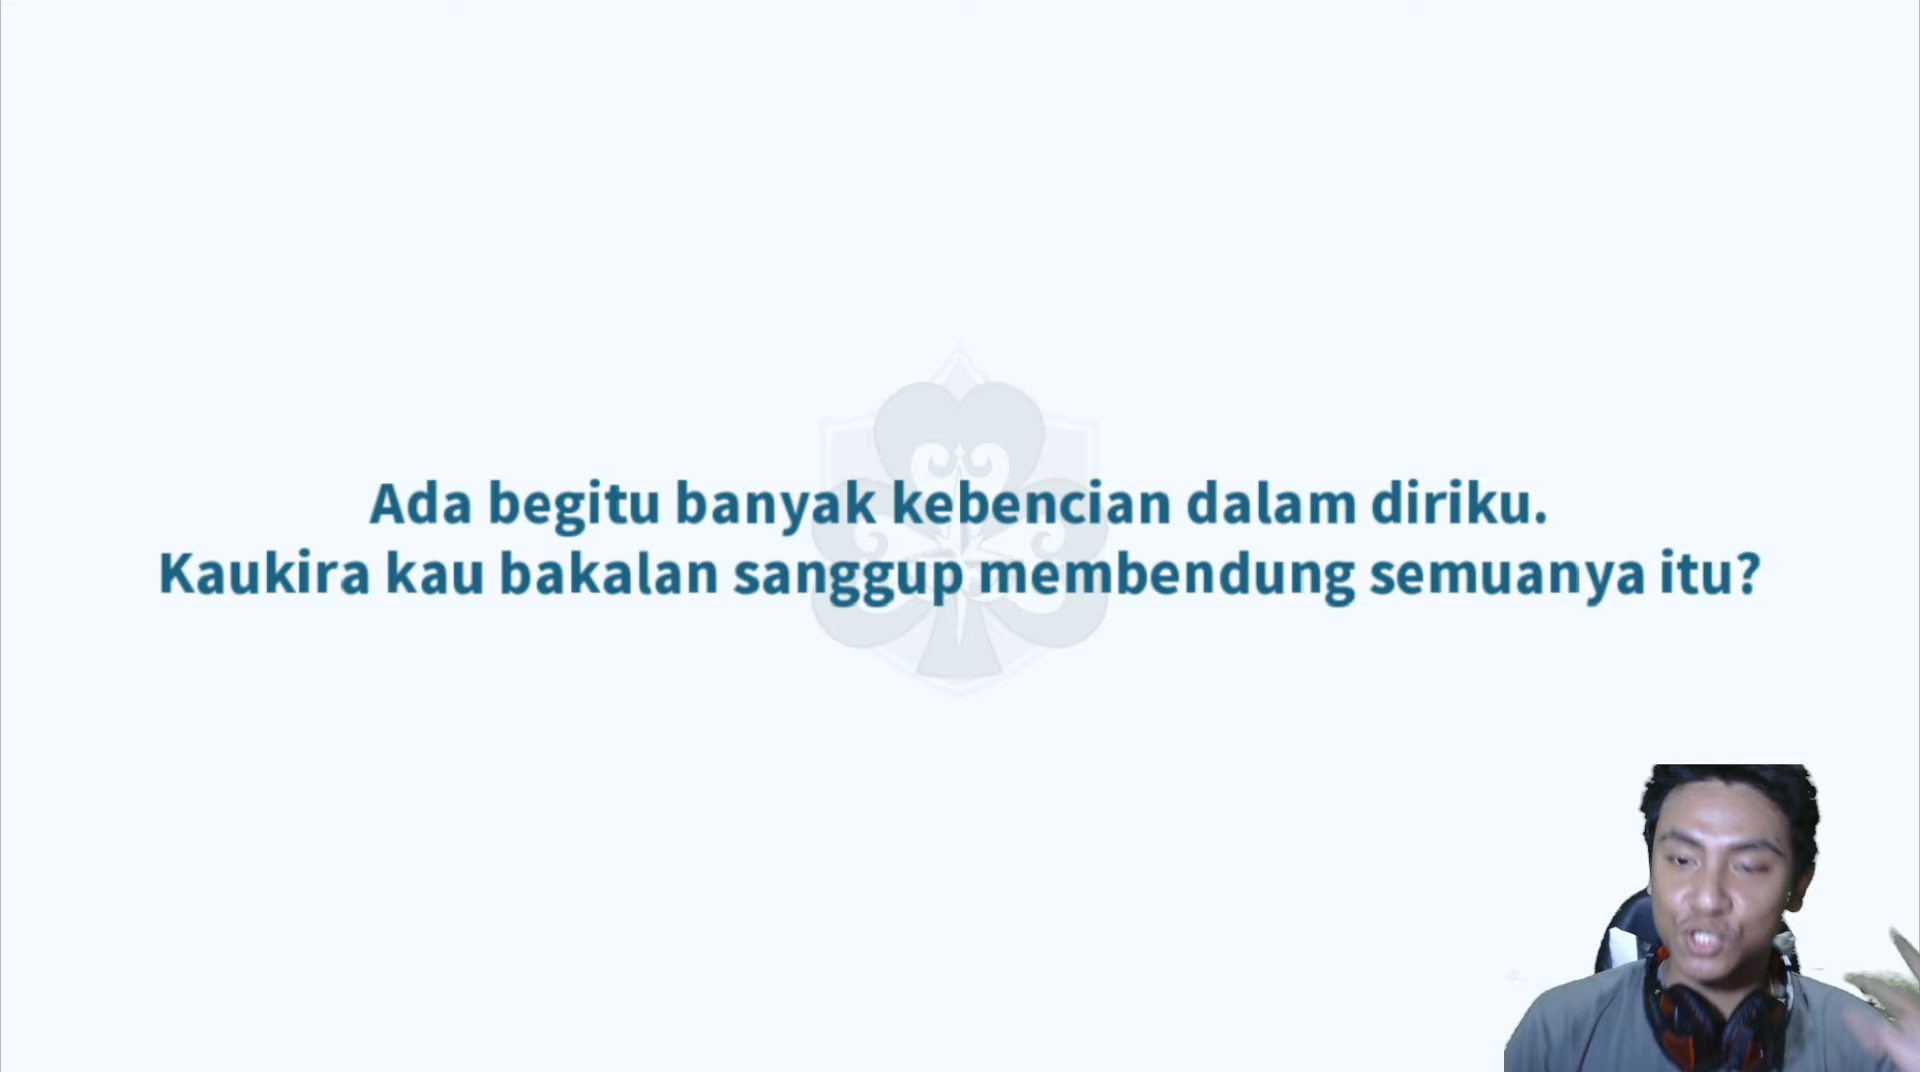 Ada begitu banyak kebencian dalam diriku.
Kaukira kau bakalan sanggup membendung semuanya itu?